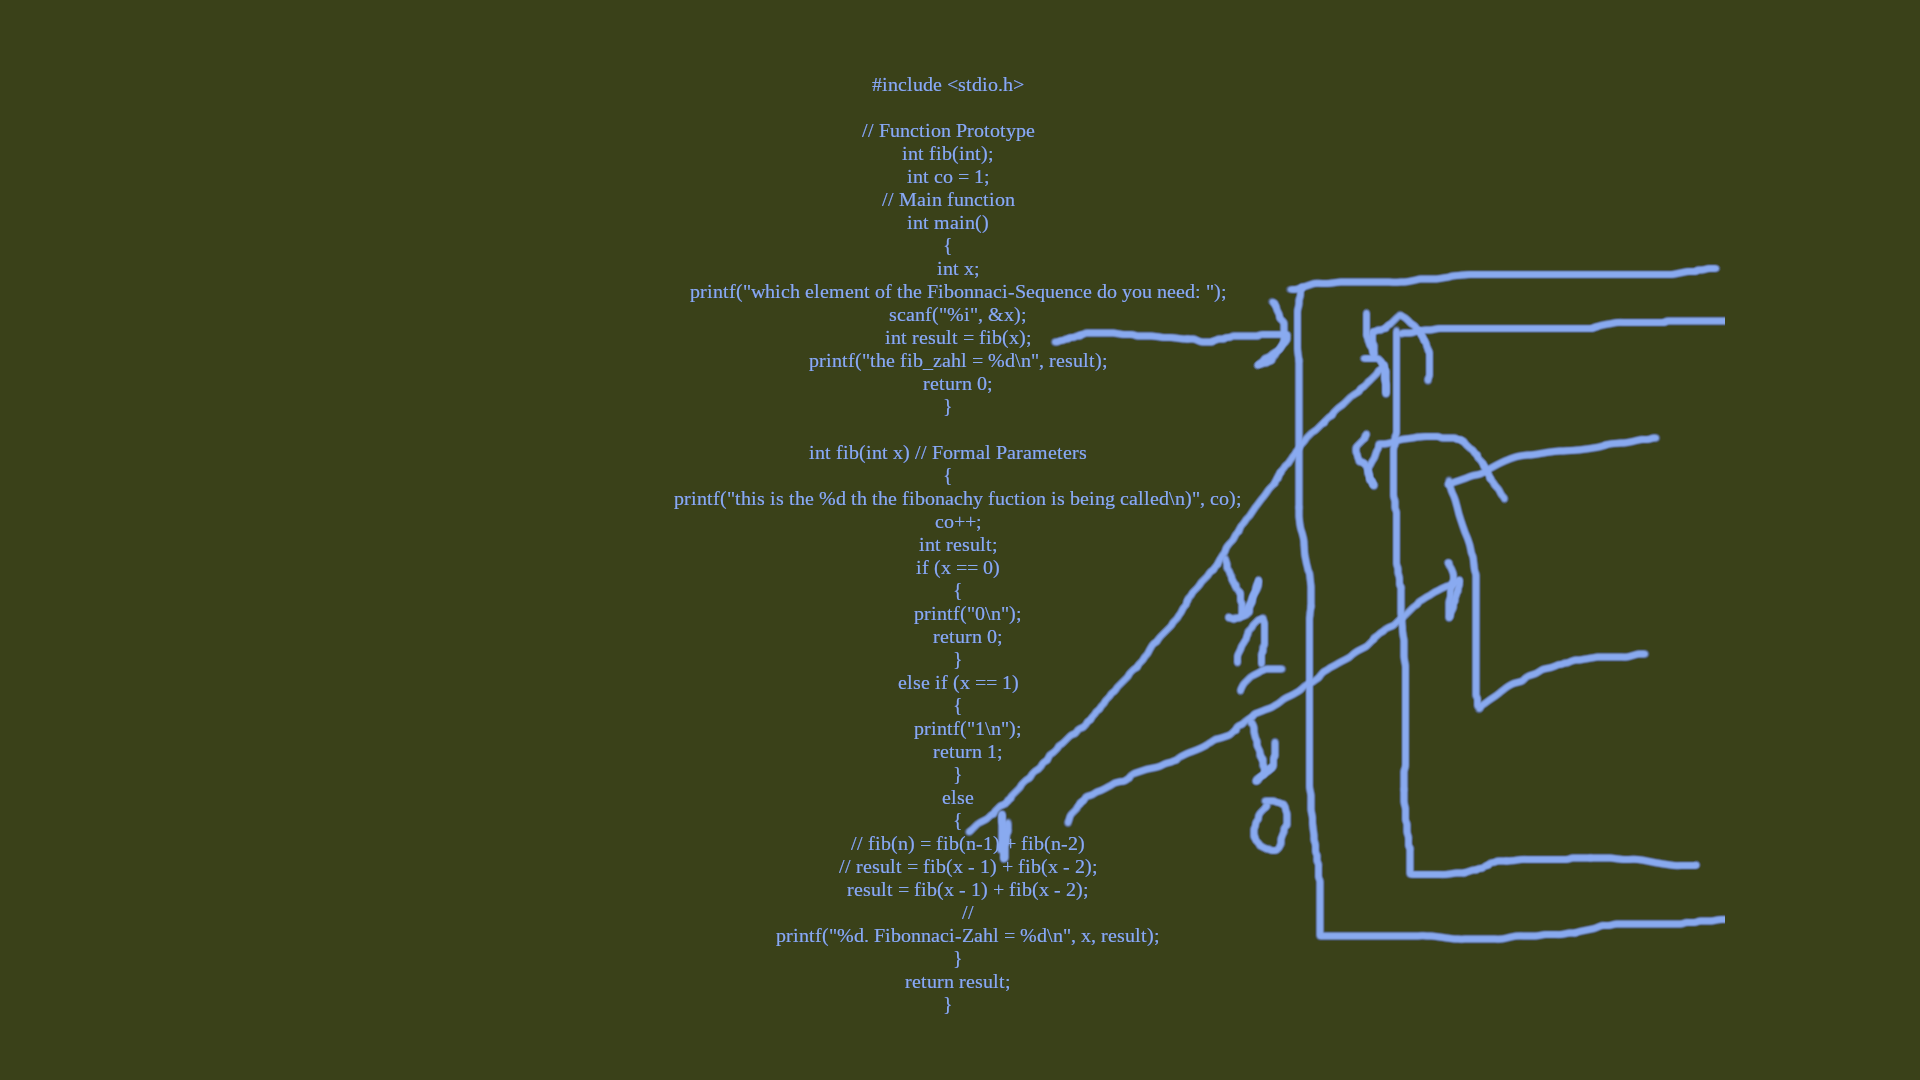 #include <stdio.h>
// Function Prototype
int fib(int);
int co = 1;
// Main function
int main()
{
int x;
printf("which element of the Fibonnaci-Sequence do you need: ");
scanf("%i", &x);
int result = fib(x);
printf("the fib_zahl = %d\n", result);
return 0;
}
int fib(int x) // Formal Parameters
{
printf("this is the %d th the fibonachy fuction is being called\n)", co);
co++;
int result;
if (x == 0)
{
printf("0\n");
return 0;
}
else if (x == 1)
{
printf("1\n");
return 1;
}
else
{
// fib(n) = fib(n-1) + fib(n-2)
// result = fib(x - 1) + fib(x - 2);
result = fib(x - 1) + fib(x - 2);
//
printf("%d. Fibonnaci-Zahl = %d\n", x, result);
}
return result;
}
0